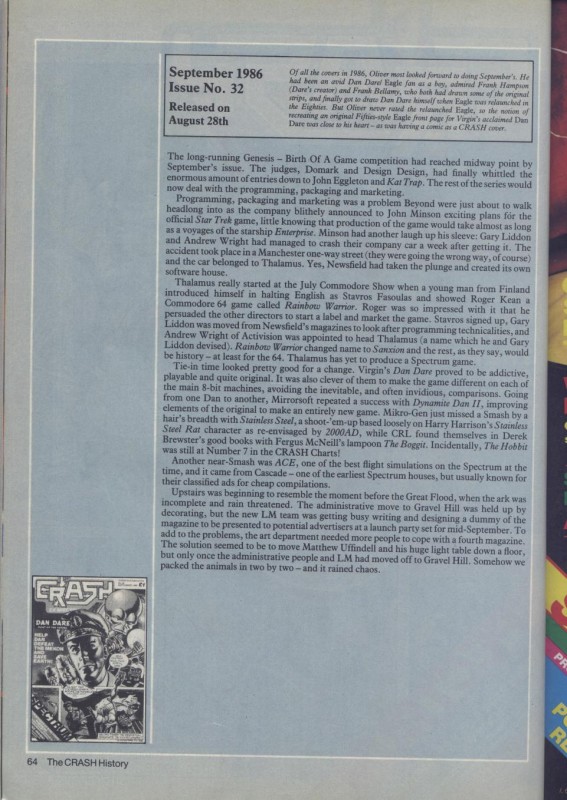 September 1986
Issue No. 32
Released on
August 28th
Of all the covers in 1986, Oliver most looked forward to doing September's. He
had been an avid Dan Dare/ Eagle fan as a boy, admired Frank Hampson
(Dare's creator) and Frank Bellamy, who both had drawn some of the original
strips, and finally got to draw Dan Dare himself when Eagle was relaunched in
the Eighties. But Oliver never rated the relaunched Eagle, so the notion of
recreating an original Fifties-style Eagle front page for Virgin's acclaimed Dan
Dare was close to his heart – as was having a comic as a CRASH cover.
The long-running Genesis – Birth Of A Game competition had reached midway point by
September's issue. The judges, Domark and Design Design, had finally whittled the
enormous amount of entries down to John Eggleton and Kat Trap. The rest of the series would
now deal with the programming, packaging and marketing.
Programming, packaging and marketing was a problem Beyond were just about to walk
headlong into as the company blithely announced to John Minson exciting plans for the
official Star Trek game, little knowing that production of the game would take almost as long
as a voyages of the starship Enterprise. Minson had another laugh up his sleeve: Gary Liddon
and Andrew Wright had managed to crash their company car a week after getting it. The
accident took place in a Manchester one-way street (they were going the wrong way, of course)
and the car belonged to Thalamus. Yes, Newsfield had taken the plunge and created its own
software house.
Thalamus really started at the July Commodore Show when a young man from Finland
introduced himself in halting English as Stavros Fasoulas and showed Roger Kean a
Commodore 64 game called Rainbow Warrior. Roger was so impressed with it that he
persuaded the other directors to start a label and market the game. Stavros signed up, Gary
Liddon was moved from Newsfield's magazines to look after programming technicalities, and
Andrew Wright of Activision was appointed to head Thalamus (a name which he and Gary
Liddon devised). Rainbow Warrior changed name to Sanxion and the rest, as they say, would
be history – at least for the 64. Thalamus has yet to produce a Spectrum game.
Tie-in time looked pretty good for a change. Virgin's Dan Dare proved to be addictive,
playable and quite original. It was also clever of them to make the game different on each of
the main 8-bit machines, avoiding the inevitable, and often invidious, comparisons. Going
from one Dan to another, Mirrorsoft repeated a success with Dynamite Dan II, improving
elements of the original to make an entirely new game. Mikro-Gen just missed a Smash by a
hair's breadth with Stainless Steel, a shoot-'em-up based loosely on Harry Harrison's Stainless
Steel Rat character as re-envisaged by 2000AD, while CRL found themselves in Derek
Brewster's good books with Fergus McNeill's lampoon The Boggit. Incidentally, The Hobbit
was still at Number 7 in the CRASH Charts!
Another near-Smash was ACE, one of the best flight simulations on the Spectrum at the
time, and it came from Cascade – one of the earliest Spectrum houses, but usually known for
their classified ads for cheap compilations.
Upstairs was beginning to resemble the moment before the Great Flood, when the ark was
incomplete and rain threatened. The administrative move to Gravel Hill was held up by
decorating, but the new LM team was getting busy writing and designing a dummy of the
magazine to be presented to potential advertisers at a launch party set for mid-September. To
add to the problems, the art department needed more people to cope with a fourth magazine.
The solution seemed to be to move Matthew Uffindell and his huge light table down a floor,
but only once the administrative people and LM had moved off to Gravel Hill. Somehow we
packed the animals in two by two – and it rained chaos.
CRASH
DAN DARE
HELP
DAN
DEFEAT
THE MEKON
AND
SAVE
EARTH!
SPECTRUM
64 The CRASH History